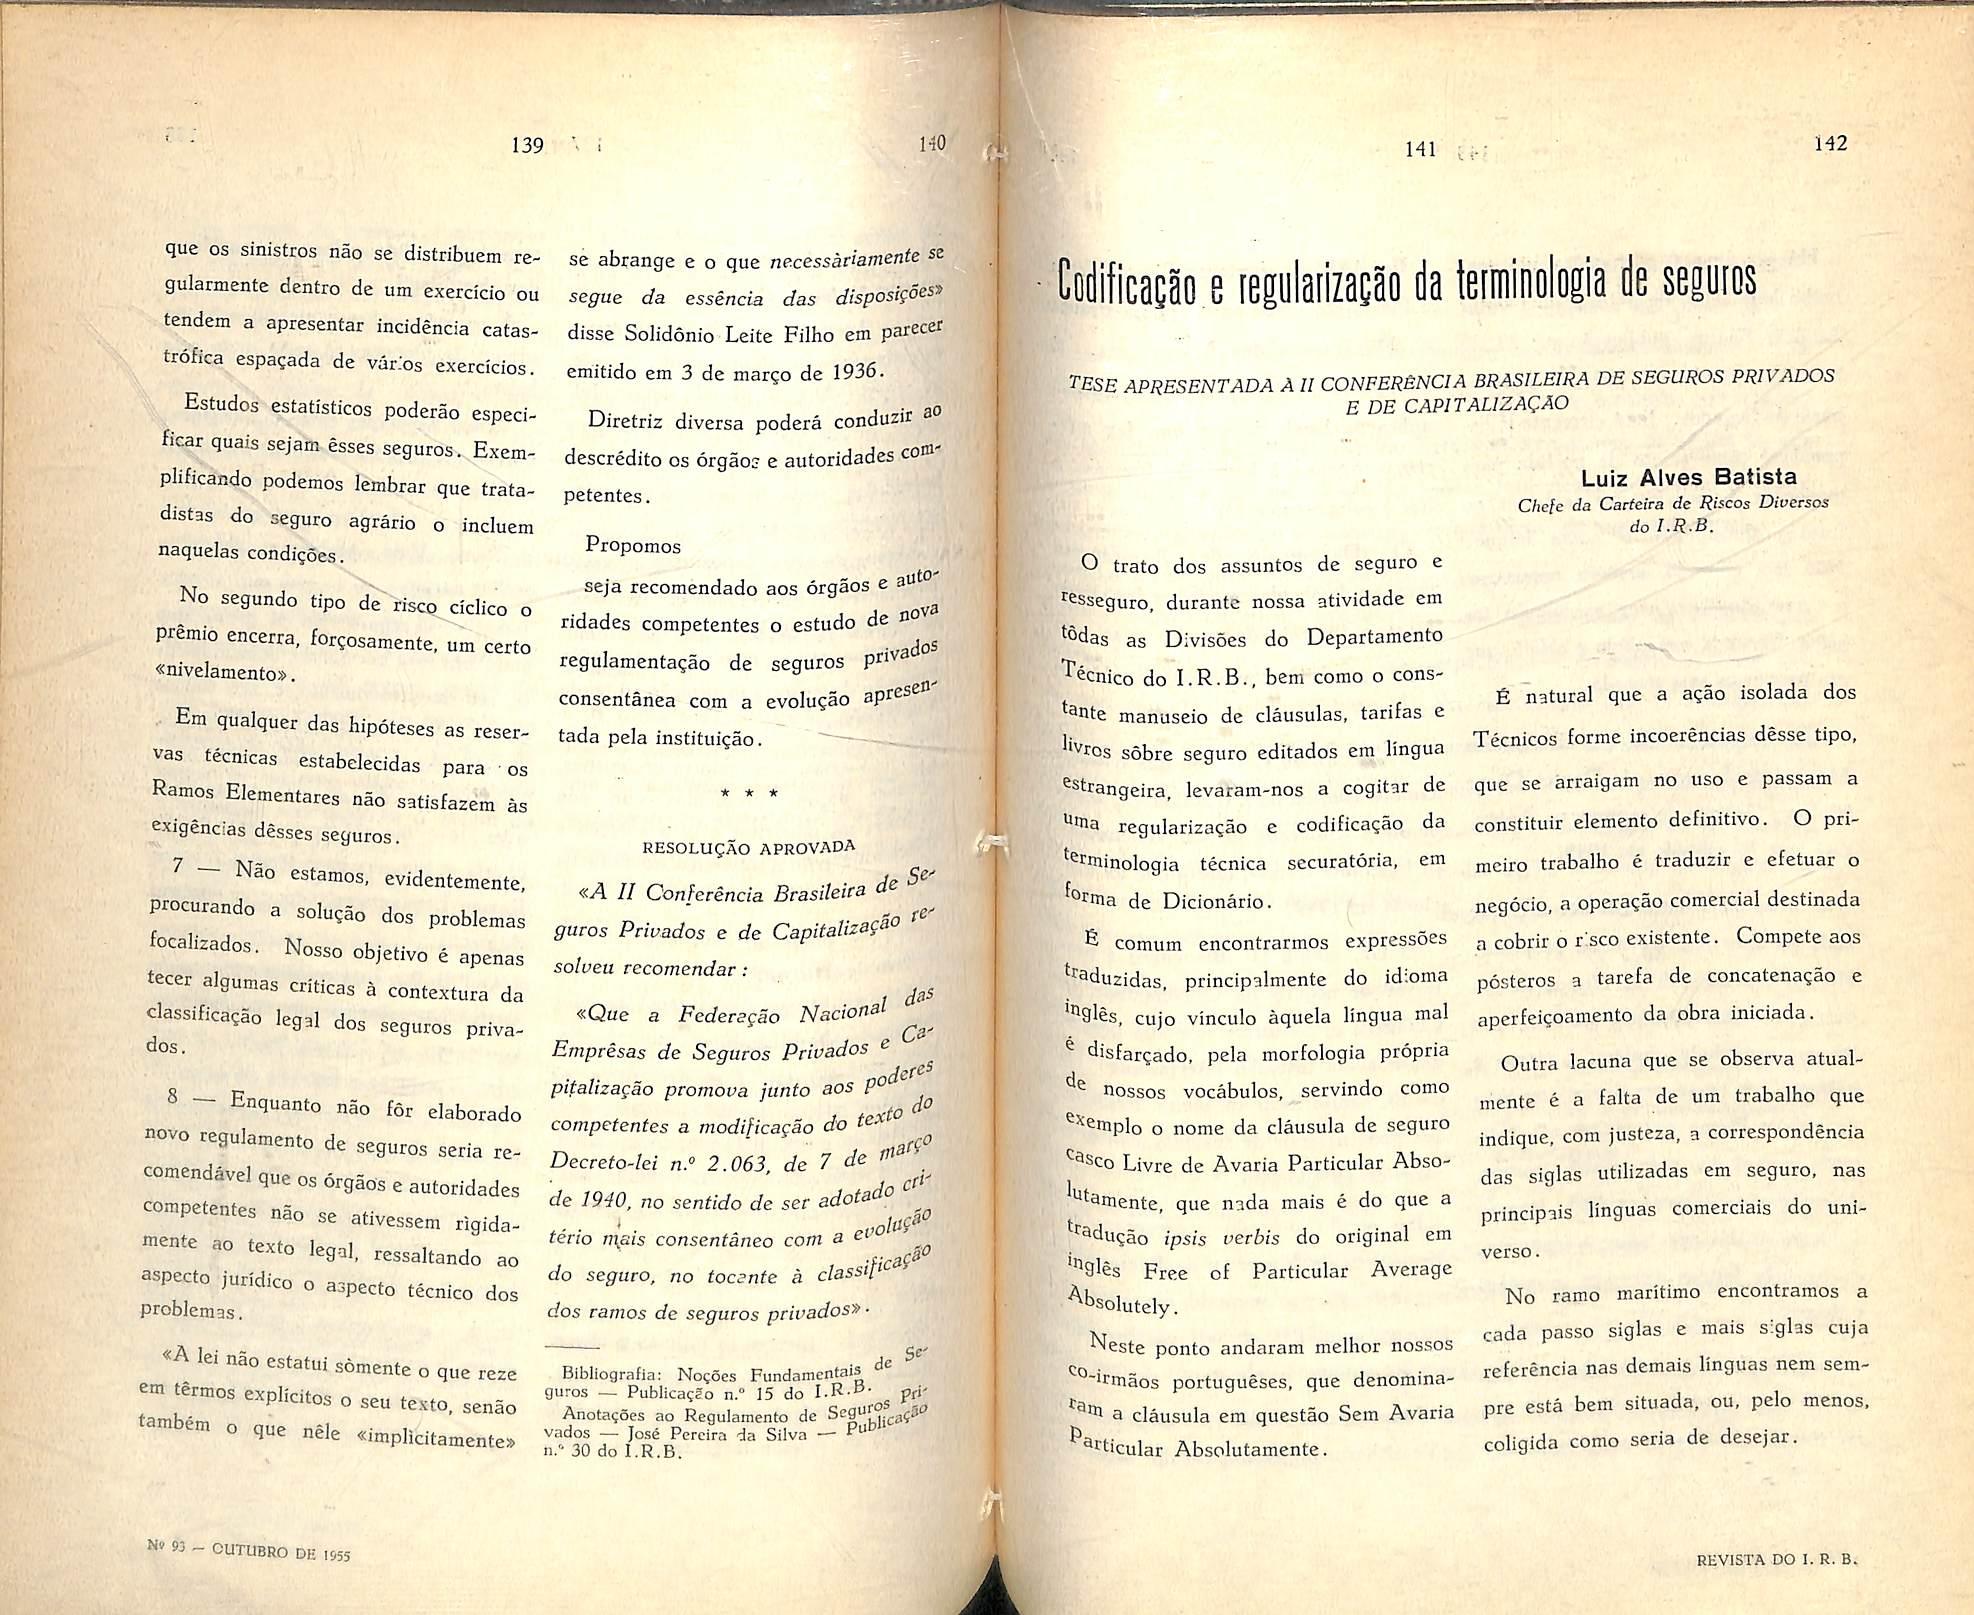 139
que os sinistros não se distribuem re-
gularmente dentro de um exercício ou
tendem a apresentar incidência catas-
trófica espaçada de vários exercícios.
Estudos estatísticos poderão especi-
ficar quais sejam êsses seguros. Exem-
plificando podemos lembrar que trata-
distas do seguro agrário o incluem
naquelas condições.
No segundo tipo de risco cíclico o
prêmio encerra, forçosamente, um certo
«nivelamento».
Em qualquer das hipóteses as reser-
vas técnicas estabelecidas para os
Ramos Elementares não satisfazem às
exigências dêsses seguros.
7 — Não estamos, evidentemente,
procurando a solução dos problemas
focalizados. Nosso objetivo é apenas
tecer algumas críticas à contextura da
classificação legal dos seguros priva-
dos.
8 — Enquanto não fôr elaborado
novo regulamento de seguros seria re-
comendável que os órgãos e autoridades
competentes não se ativessem rìgida-
mente ao texto legal, ressaltando ao
aspecto jurídico o aspecto técnico dos
problemas.
«A lei não estatui sòmente o que reze
em têrmos explícitos o seu texto, senão
também o que nêle «implìcitamente»
140
se abrange e o que necessàriamente se
segue da essência das disposições»
disse Solidônio Leite Filho em parecer
emitido em 3 de março de 1936.
Diretriz diversa poderá conduzir ao
descrédito os órgãos e autoridades com-
petentes.
Propomos
seja recomendado aos órgãos e auto-
ridades competentes o estudo de nova
regulamentação de seguros privados
consentânea com a evolução apresen-
tada pela instituição.
* * *
RESOLUÇÃO APROVADA
«A II Conferência Brasileira de Se-
guros Privados e de Capitalização re-
solveu recomendar :
«Que a Federação Nacional das
Emprêsas de Seguros Privados e Ca-
pitalização promova junto aos poderes
competentes a modificação do texto do
Decreto-lei n.º 2.063, de 7 de março
de 1940, no sentido de ser adotado cri-
tério mais consentâneo com a evolução
do seguro, no tocante à classificação
dos ramos de seguros privados».
Bibliografia: Noções Fundamentais de Se-
guros — Publicação n.º 15 do I.R.B.
Anotações ao Regulamento de Seguros Pri-
vados — José Pereira da Silva — Publicação
n.º 30 do I.R.B.
Nº 93 — OUTUBRO DE 1955
141
142
Codificação e regularização da terminologia de seguros
TESE APRESENTADA À II CONFERÊNCIA BRASILEIRA DE SEGUROS PRIVADOS
E DE CAPITALIZAÇÃO
Luiz Alves Batista
Chefe da Carteira de Riscos Diversos
do I.R.B.
O trato dos assuntos de seguro e
resseguro, durante nossa atividade em
tôdas as Divisões do Departamento
Técnico do I.R.B., bem como o cons-
tante manuseio de cláusulas, tarifas e
livros sôbre seguro editados em língua
estrangeira, levaram-nos a cogitar de
uma regularização e codificação da
terminologia técnica securatória, em
forma de Dicionário.
É comum encontrarmos expressões
traduzidas, principalmente do idioma
inglês, cujo vínculo àquela língua mal
é disfarçado, pela morfologia própria
de nossos vocábulos, servindo como
exemplo o nome da cláusula de seguro
casco Livre de Avaria Particular Abso-
lutamente, que nada mais é do que a
tradução ipsis verbis do original em
inglês Free of Particular Average
Absolutely.
Neste ponto andaram melhor nossos
co-irmãos portuguêses, que denomina-
ram a cláusula em questão Sem Avaria
Particular Absolutamente.
É natural que a ação isolada dos
Técnicos forme incoerências dêsse tipo,
que se arraigam no uso e passam a
constituir elemento definitivo. O pri-
meiro trabalho é traduzir e efetuar o
negócio, a operação comercial destinada
a cobrir o risco existente. Compete aos
pósteros a tarefa de concatenação e
aperfeiçoamento da obra iniciada.
Outra lacuna que se observa atual-
mente é a falta de um trabalho que
indique, com justeza, a correspondência
das siglas utilizadas em seguro, nas
principais línguas comerciais do uni-
verso.
No ramo marítimo encontramos a
cada passo siglas e mais siglas cuja
referência nas demais línguas nem sem-
pre está bem situada, ou, pelo menos,
coligida como seria de desejar.
REVISTA DO I. R. B.